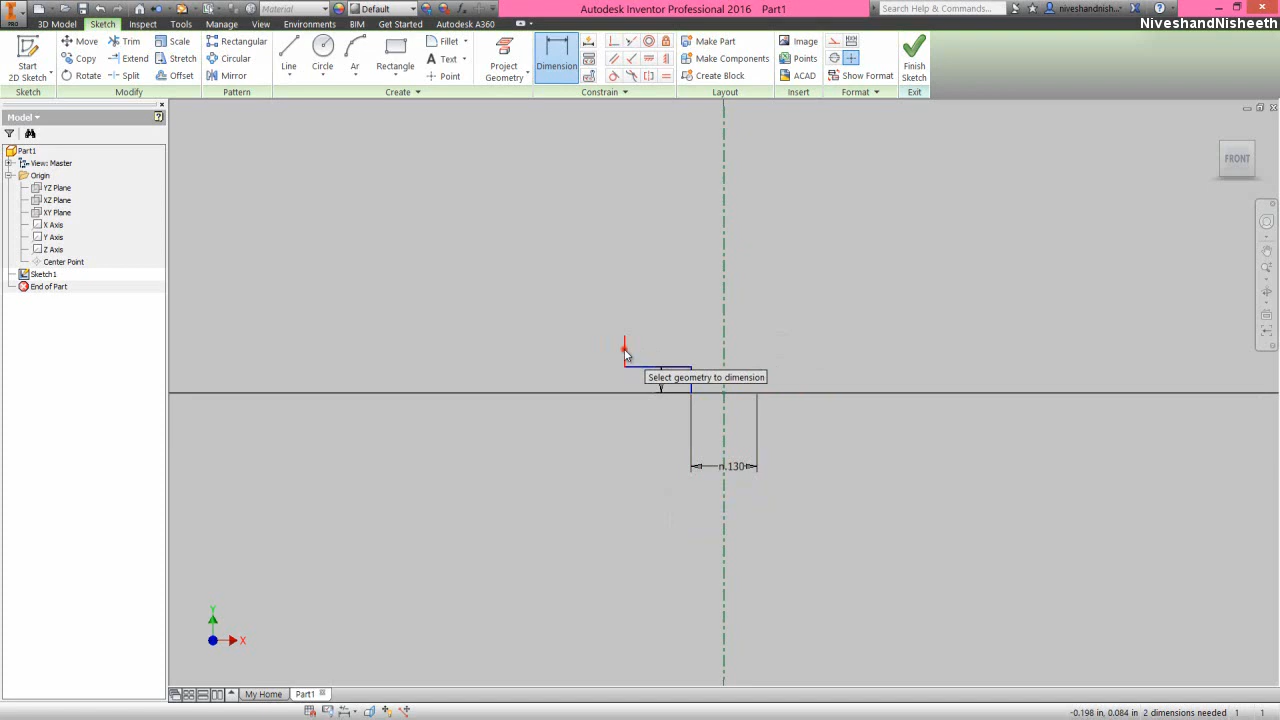 Autodesk Inventor Professional 2016 Part1
Material
Default
Search Help & Commands...
niveshandnish...
NiveshandNisheeth
PRO
3D Model Sketch Inspect Tools Manage View Environments BIM Get Started Autodesk A360
Start
2D Sketch
Move Trim Scale
Stretch
Rotate Split Offset
Rectangular
Circular
Mirror
Line Circle Arc Rectangle
Fillet
Text
Point
Project
Geometry
Dimension
Make Part
Make Components
Create Block
Image
Points
ACAD
Show Format
Finish
Sketch
Sketch Modify Pattern Create Constrain Layout Insert Format Exit
Model
Part1
View: Master
Origin
YZ Plane
XZ Plane
XY Plane
X Axis
Y Axis
Z Axis
Center Point
Sketch1
End of Part
FRONT
Select geometry to dimension
.130
Y
X
My Home Part1
-0.198 in, 0.084 in 2 dimensions needed 1 1